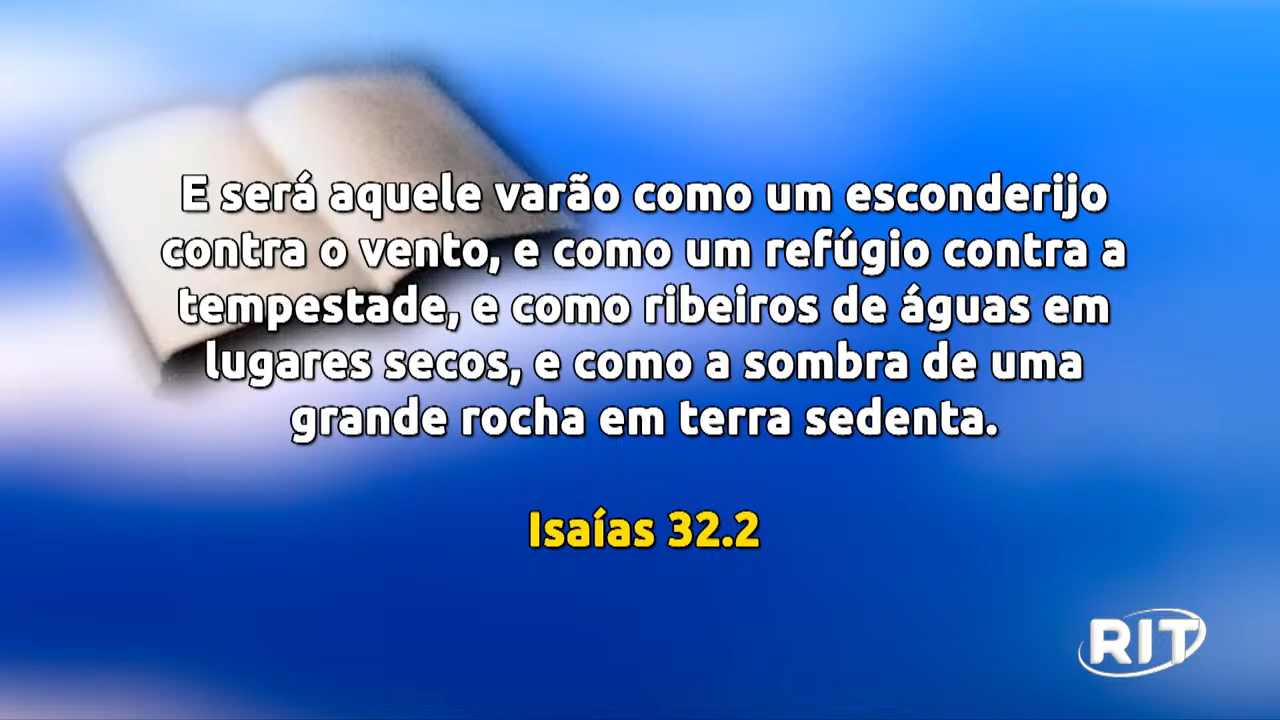 E será aquele varão como um esconderijo
contra o vento, e como um refúgio contra a
tempestade, e como ribeiros de águas em
lugares secos, e como a sombra de uma
grande rocha em terra sedenta.
Isaías 32.2
RIT